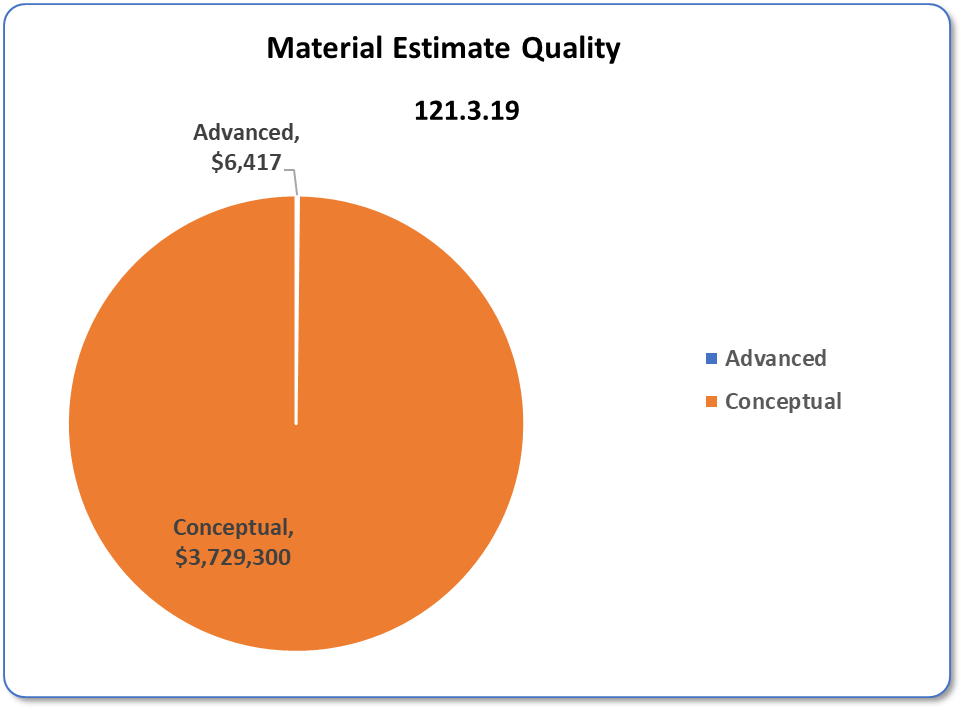 Material Estimate Quality
121.3.19
Advanced,
$6,417
Advanced
Conceptual
Conceptual,
$3,729,300